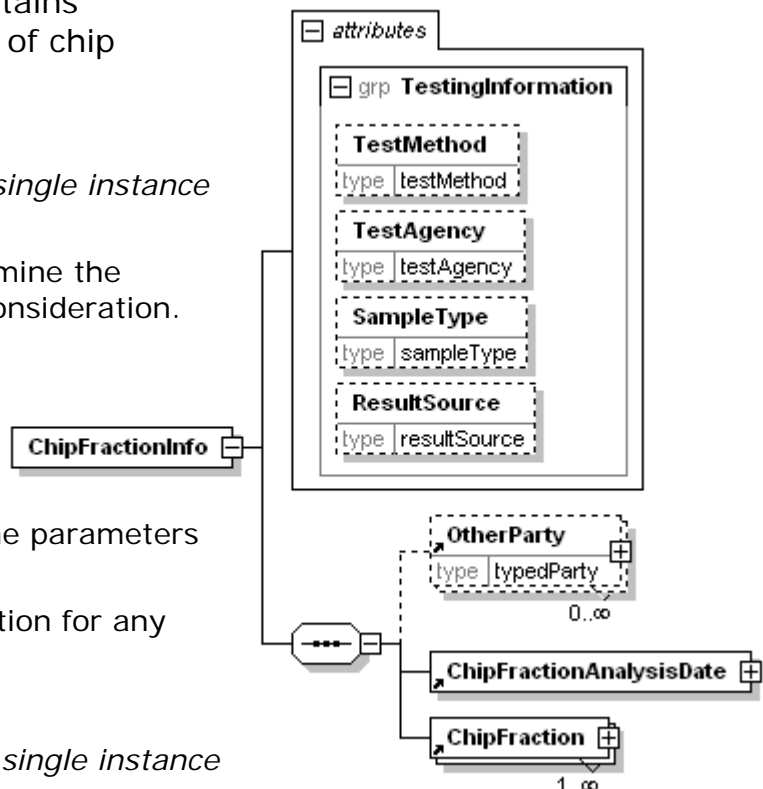 tains
of chip
single instance
mine the
onsideration.
ne parameters
tion for any
single instance
attributes
grp TestingInformation
TestMethod
type testMethod
TestAgency
type testAgency
SampleType
type sampleType
ResultSource
type resultSource
ChipFractionInfo
OtherParty
type typedParty
0..∞
ChipFractionAnalysisDate
ChipFraction
1..∞